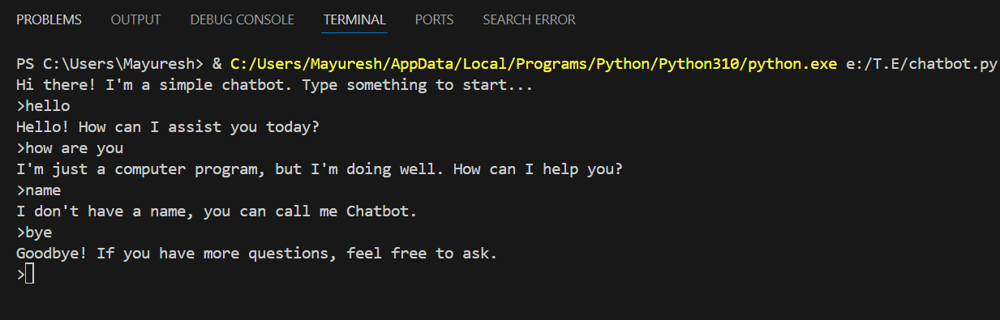 PROBLEMS OUTPUT DEBUG CONSOLE TERMINAL PORTS SEARCH ERROR
PS C:\Users\Mayuresh> & C:/Users/Mayuresh/AppData/Local/Programs/Python/Python310/python.exe e:/T.E/chatbot.py
Hi there! I'm a simple chatbot. Type something to start...
>hello
Hello! How can I assist you today?
>how are you
I'm just a computer program, but I'm doing well. How can I help you?
>name
I don't have a name, you can call me Chatbot.
>bye
Goodbye! If you have more questions, feel free to ask.
>